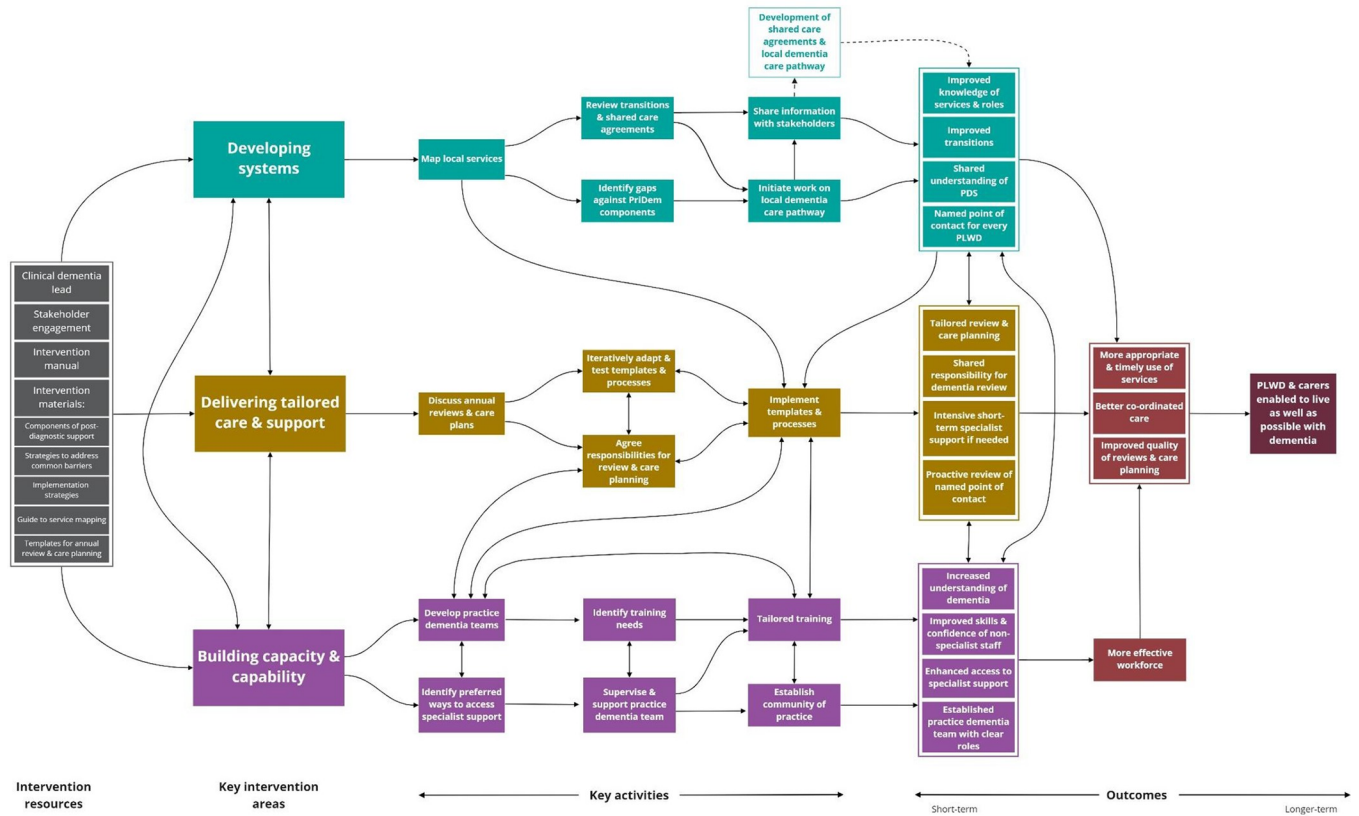 Development of
shared care
agreements &
local dementia
care pathway
Review transitions
& shared care
agreements
Share information
with stakeholders
Improved
knowledge of
services & roles
Developing
systems
Map local services
Improved
transitions
Identify gaps
against PriDem
components
Initiate work on
local dementia
care pathway
Shared
understanding of
PDS
Named point of
contact for every
PLWD
Clinical dementia
lead
Stakeholder
engagement
Intervention
manual
Intervention
materials:
Components of post-
diagnostic support
Strategies to address
common barriers
Implementation
strategies
Guide to service mapping
Templates for annual
review & care planning
Delivering tailored
care & support
Discuss annual
reviews & care
plans
Iteratively adapt &
test templates &
processes
Agree
responsibilities for
review & care
planning
Implement
templates &
processes
Tailored review &
care planning
Shared
responsibility for
dementia review
Intensive short-
term specialist
support if needed
Proactive review of
named point of
contact
More appropriate
& timely use of
services
Better co-ordinated
care
Improved quality
of reviews & care
planning
PLWD & carers
enabled to live
as well as
possible with
dementia
Building capacity &
capability
Develop practice
dementia teams
Identify training
needs
Tailored training
Identify preferred
ways to access
specialist support
Supervise &
support practice
dementia team
Establish
community of
practice
Increased
understanding of
dementia
Improved skills &
confidence of non-
specialist staff
Enhanced access to
specialist support
Established
practice dementia
team with clear
roles
More effective
workforce
Intervention
resources
Key intervention
areas
Key activities
Outcomes
Short-term
Longer-term